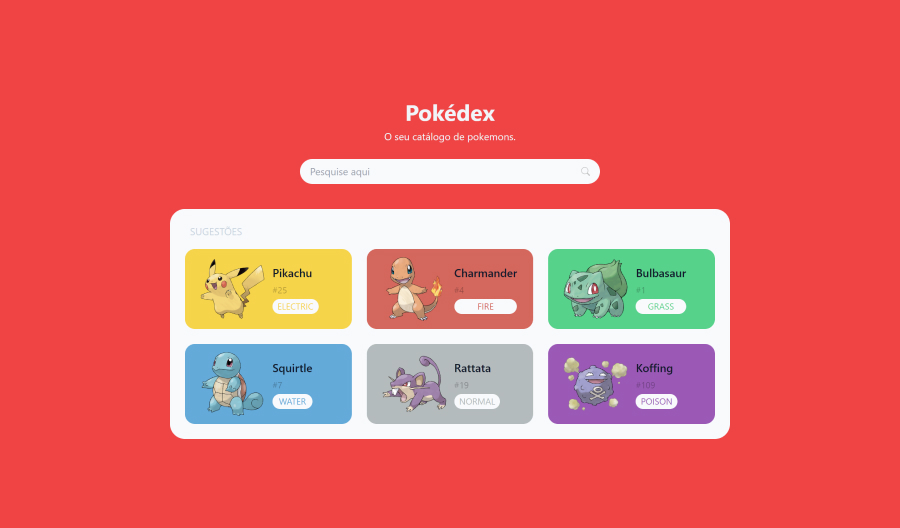 Pokédex
O seu catálogo de pokemons.
Pesquise aqui
SUGESTÕES
Pikachu
#25
ELECTRIC
Charmander
#4
FIRE
Bulbasaur
#1
GRASS
Squirtle
#7
WATER
Rattata
#19
NORMAL
Koffing
#109
POISON